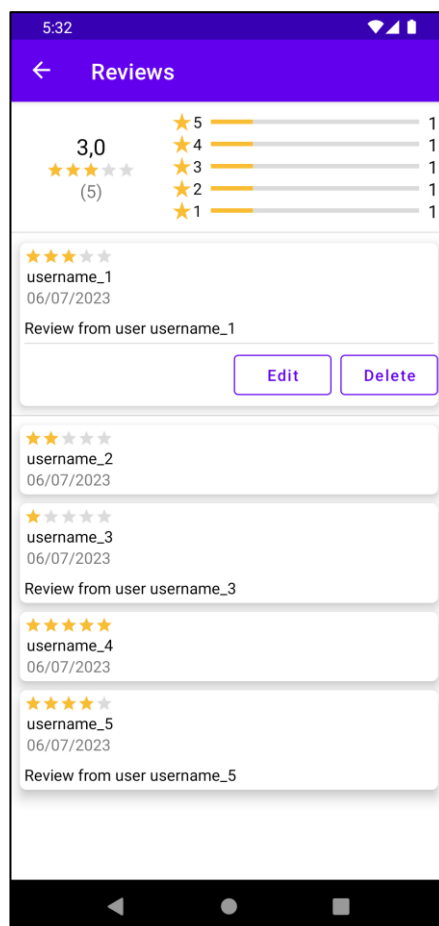 5:32
Reviews
3,0
(5)
5 1
4 1
3 1
2 1
1 1
username_1
06/07/2023
Review from user username_1
Edit Delete
username_2
06/07/2023
username_3
06/07/2023
Review from user username_3
username_4
06/07/2023
username_5
06/07/2023
Review from user username_5